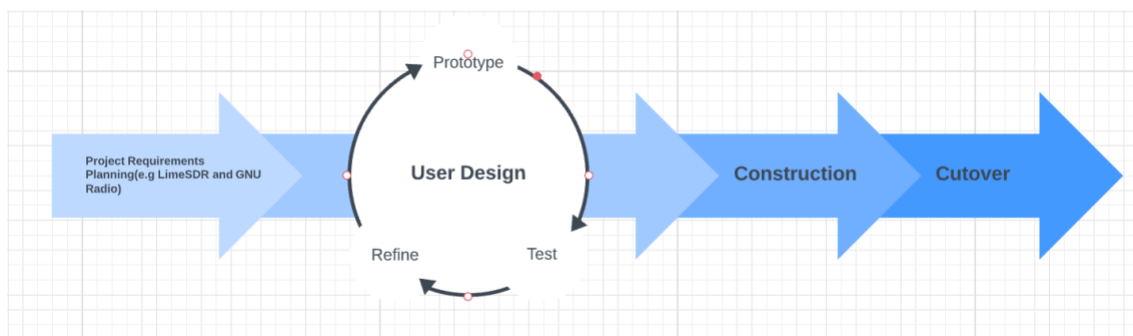 Prototype
Project Requirements
Planning(e.g LimeSDR and GNU
Radio)
User Design
Construction
Cutover
Refine
Test